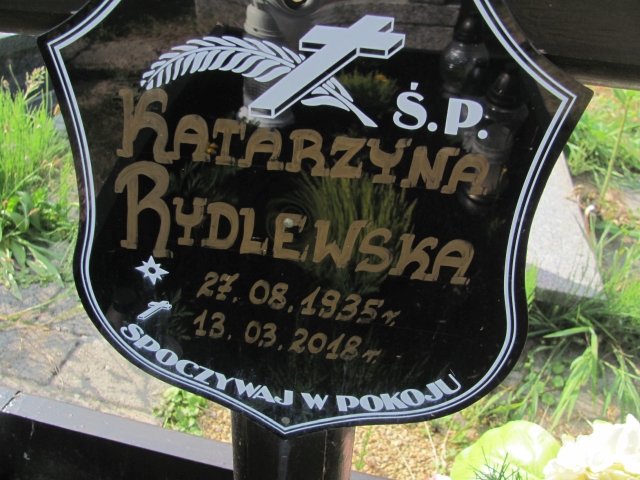 Ś.P.
KATARZYNA
RYDLEWSKA
27.08.1935r.
13.03.2018r.
SPOCZYWAJ W POKOJU